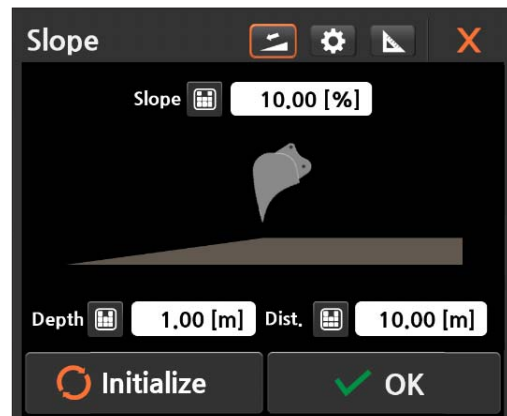 Slope X
Slope 10.00 [%]
Depth 1.00 [m] Dist. 10.00 [m]
Initialize OK